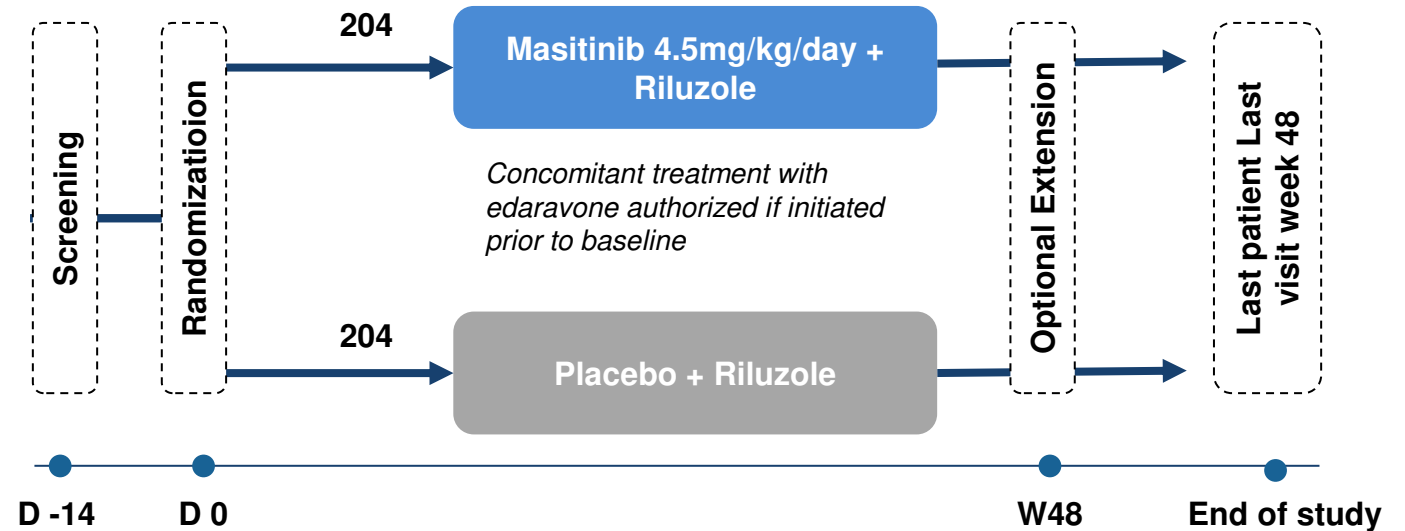 Screening
Randomizatioion
204
Masitinib 4.5mg/kg/day +
Riluzole
Concomitant treatment with
edaravone authorized if initiated
prior to baseline
204
Placebo + Riluzole
Optional Extension
Last patient Last
visit week 48
D -14
D 0
W48
End of study